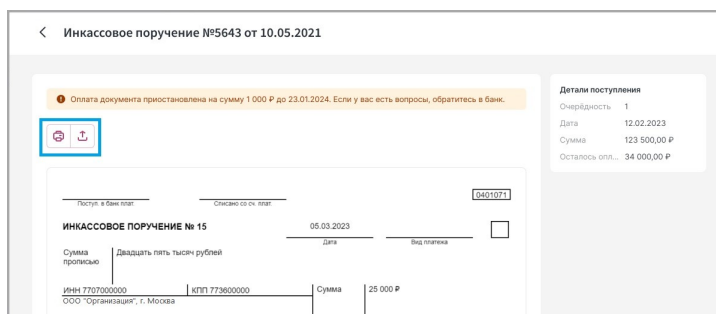 Инкассовое поручение №5643 от 10.05.2021
Оплата документа приостановлена на сумму 1 000 ₽ до 23.01.2024. Если у вас есть вопросы, обратитесь в банк.
Детали поступления
Очерёдность 1
Дата 12.02.2023
Сумма 123 500,00 ₽
Осталось опл... 34 000,00 ₽
0401071
Поступ. в банк плат. Списано со сч. плат.
ИНКАССОВОЕ ПОРУЧЕНИЕ № 15 05.03.2023
Дата Вид платежа
Сумма прописью Двадцать пять тысяч рублей
ИНН 7707000000 КПП 773600000 Сумма 25 000 ₽
ООО "Организация", г. Москва